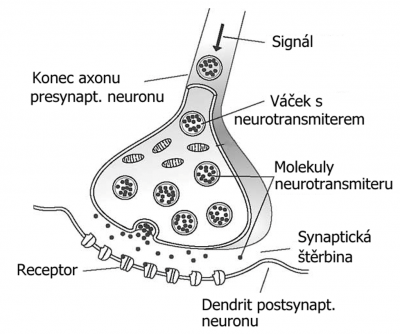 Signál
Konec axonu
presynapt. neuronu
Váček s
neurotransmiterem
Molekuly
neurotransmiteru
Synaptická
štěrbina
Receptor
Dendrit postsynapt.
neuronu